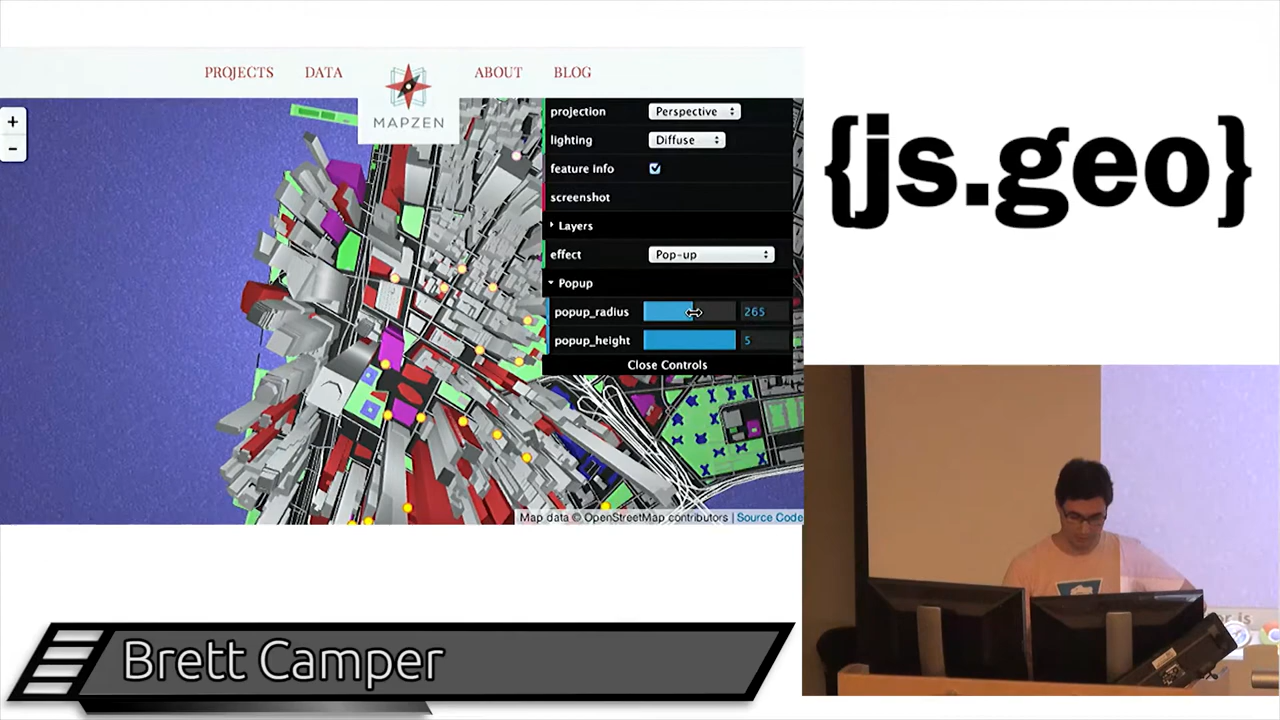 PROJECTS
DATA
MAPZEN
ABOUT
BLOG
+
-
projection Perspective
lighting Diffuse
feature info
screenshot
Layers
effect Pop-up
Popup
popup_radius 265
popup_height 5
Close Controls
Map data © OpenStreetMap contributors | Source Code
{js.geo}
Brett Camper